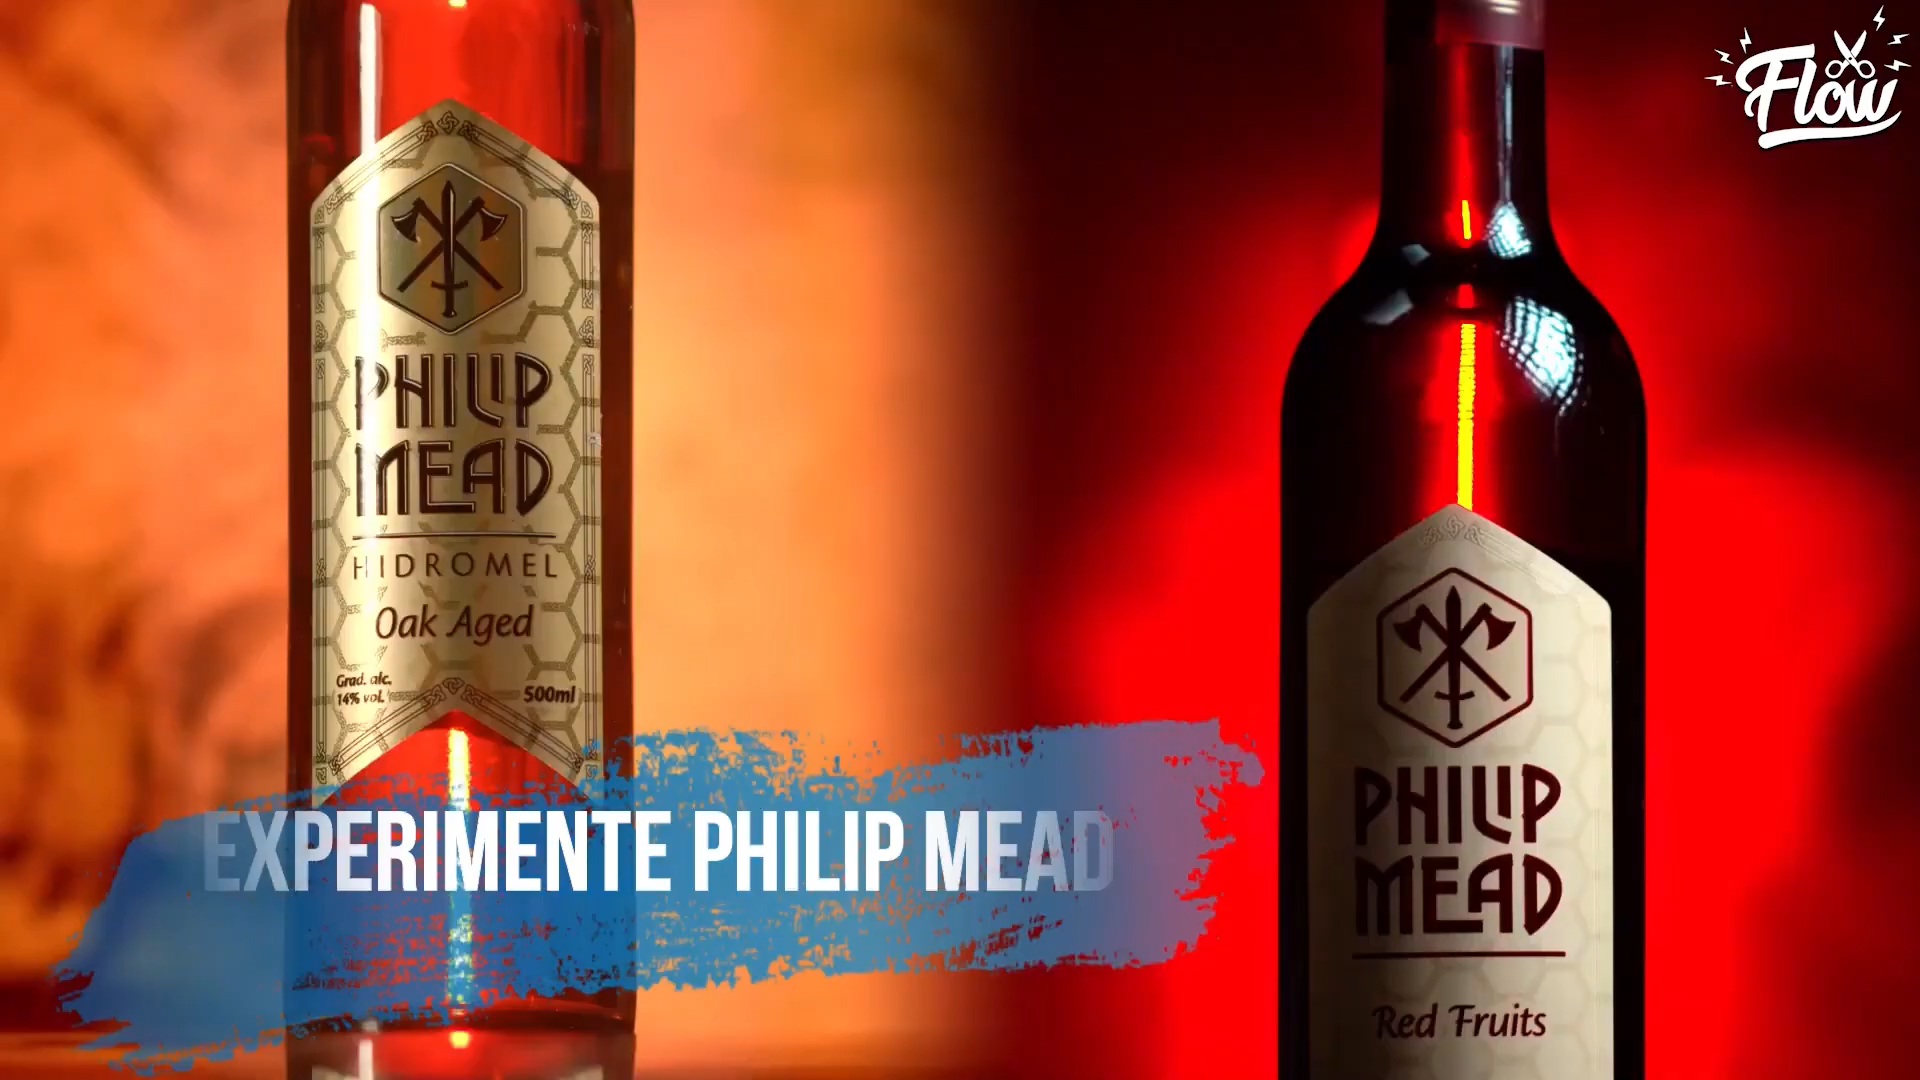 Flow
PHILIP
MEAD
HIDROMEL
Oak Aged
Grad. alc.
14% vol.
500ml
EXPERIMENTE PHILIP MEAD
PHILIP
MEAD
Red Fruits